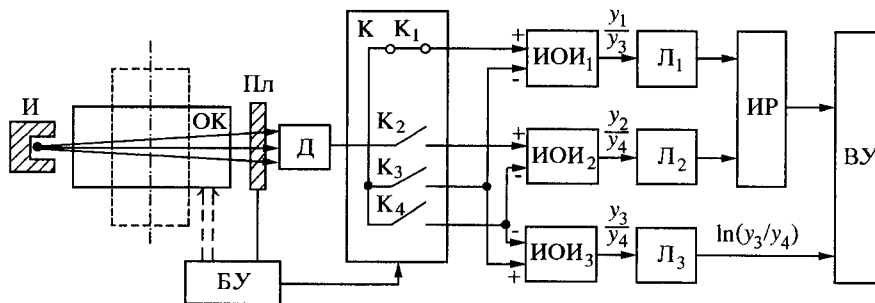 И
ОК
Пл
Д
БУ
К
К₁
К₂
К₃
К₄
+
-
ИОИ₁
y₁
y₃
Л₁
+
-
ИОИ₂
y₂
y₄
Л₂
-
+
ИОИ₃
y₃
y₄
Л₃
ln(y₃/y₄)
ИР
ВУ